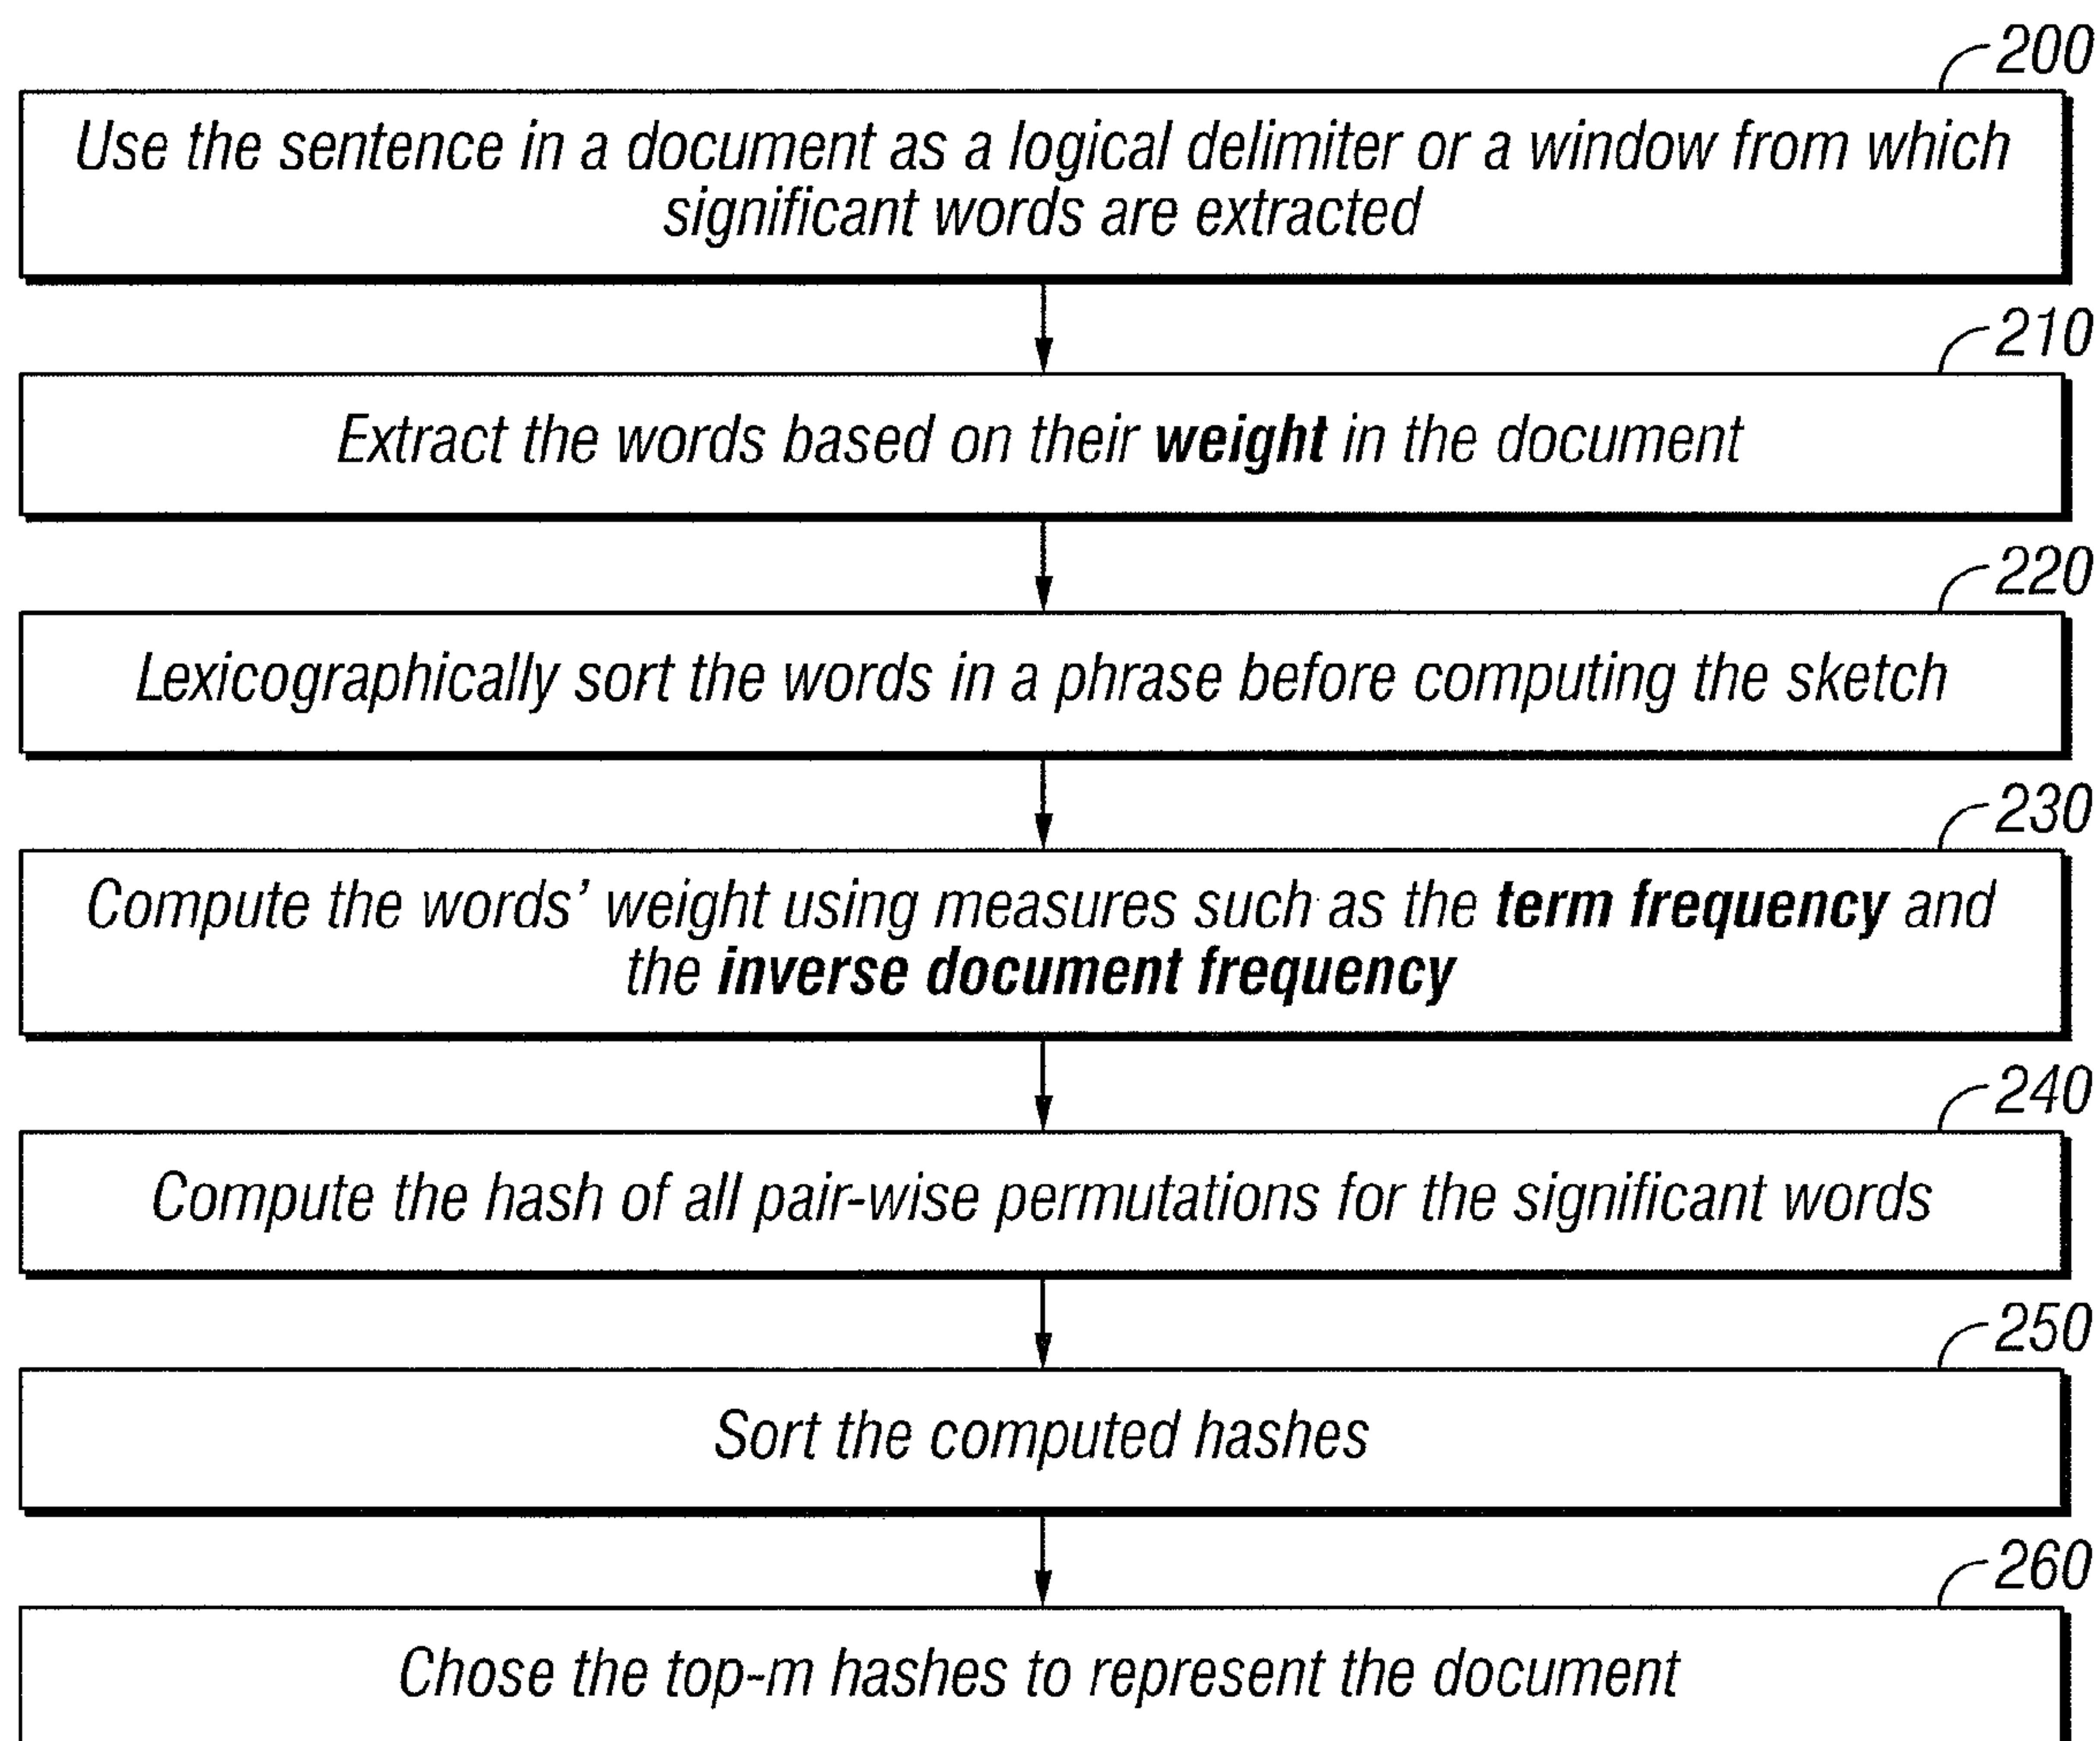 200
Use the sentence in a document as a logical delimiter or a window from which
significant words are extracted
210
Extract the words based on their weight in the document
220
Lexicographically sort the words in a phrase before computing the sketch
230
Compute the words’ weight using measures such as the term frequency and
the inverse document frequency
240
Compute the hash of all pair-wise permutations for the significant words
250
Sort the computed hashes
260
Chose the top-m hashes to represent the document